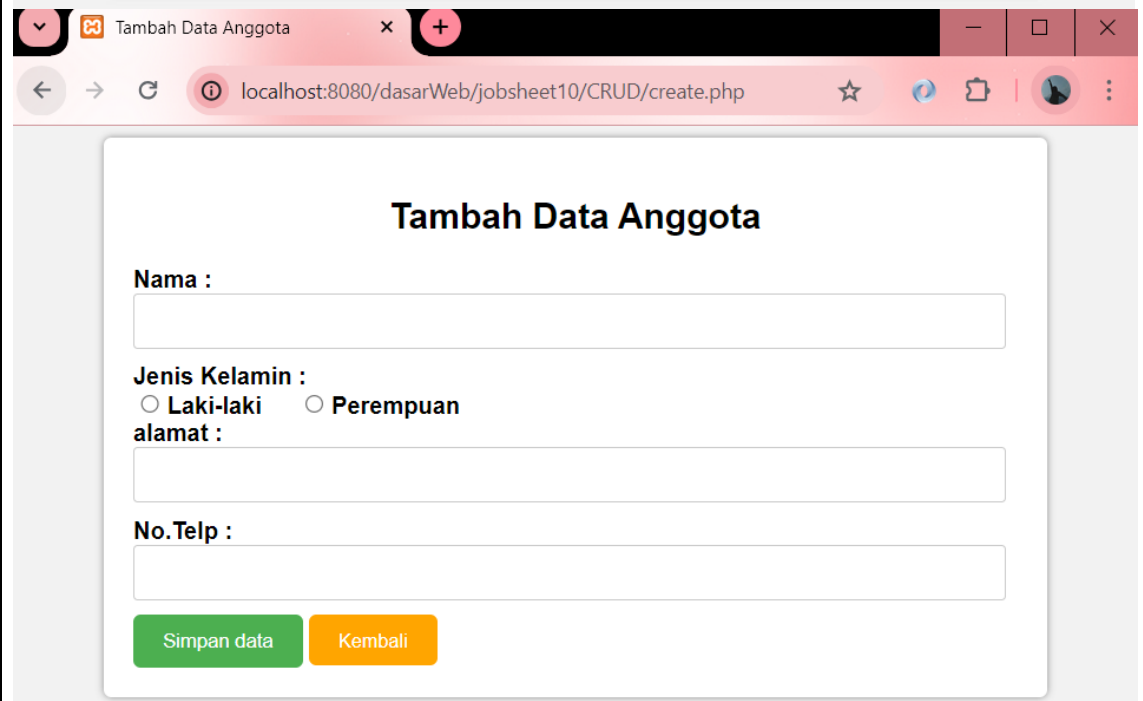 Tambah Data Anggota
localhost:8080/dasarWeb/jobsheet10/CRUD/create.php
Tambah Data Anggota
Nama :
Jenis Kelamin :
Laki-laki Perempuan
alamat :
No.Telp :
Simpan data Kembali